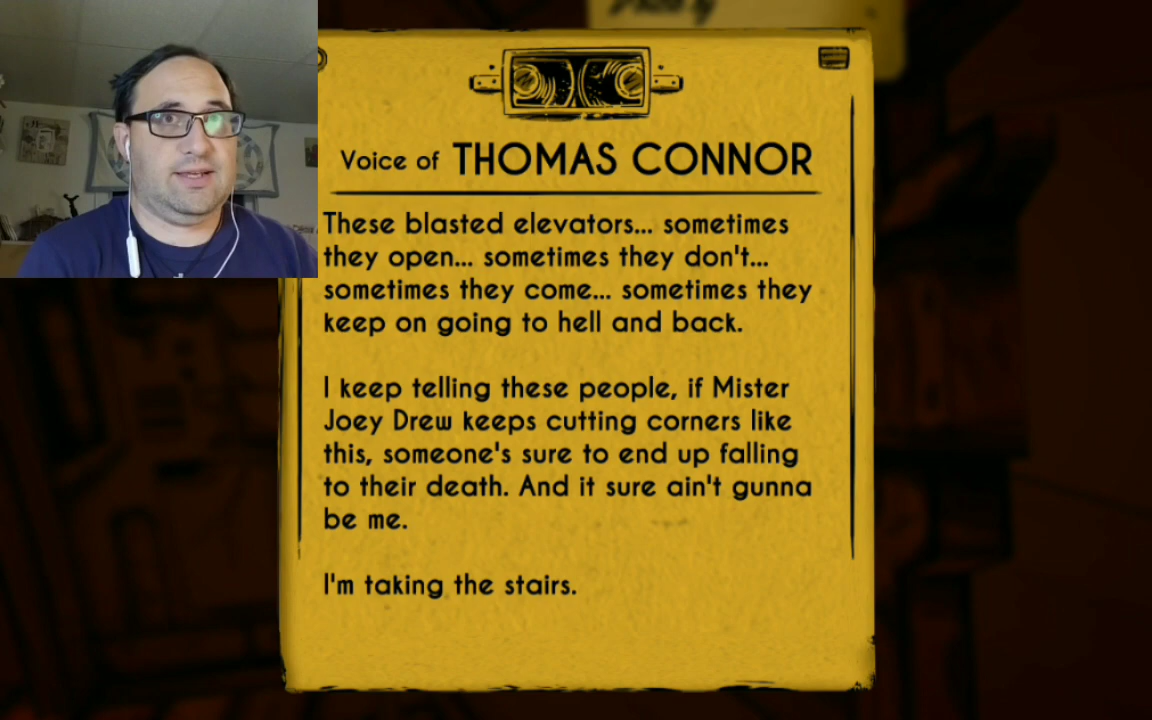 Voice of THOMAS CONNOR
These blasted elevators... sometimes
they open... sometimes they don't...
sometimes they come... sometimes they
keep on going to hell and back.
I keep telling these people, if Mister
Joey Drew keeps cutting corners like
this, someone's sure to end up falling
to their death. And it sure ain't gunna
be me.
I'm taking the stairs.